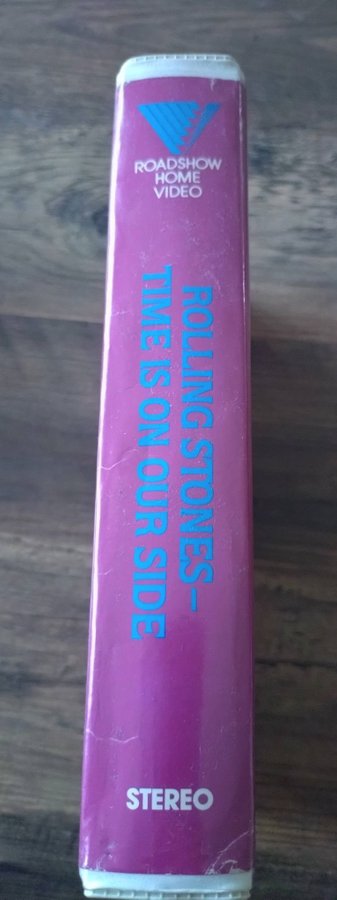 ROADSHOW
HOME
VIDEO
ROLLING STONES–
TIME IS ON OUR SIDE
STEREO